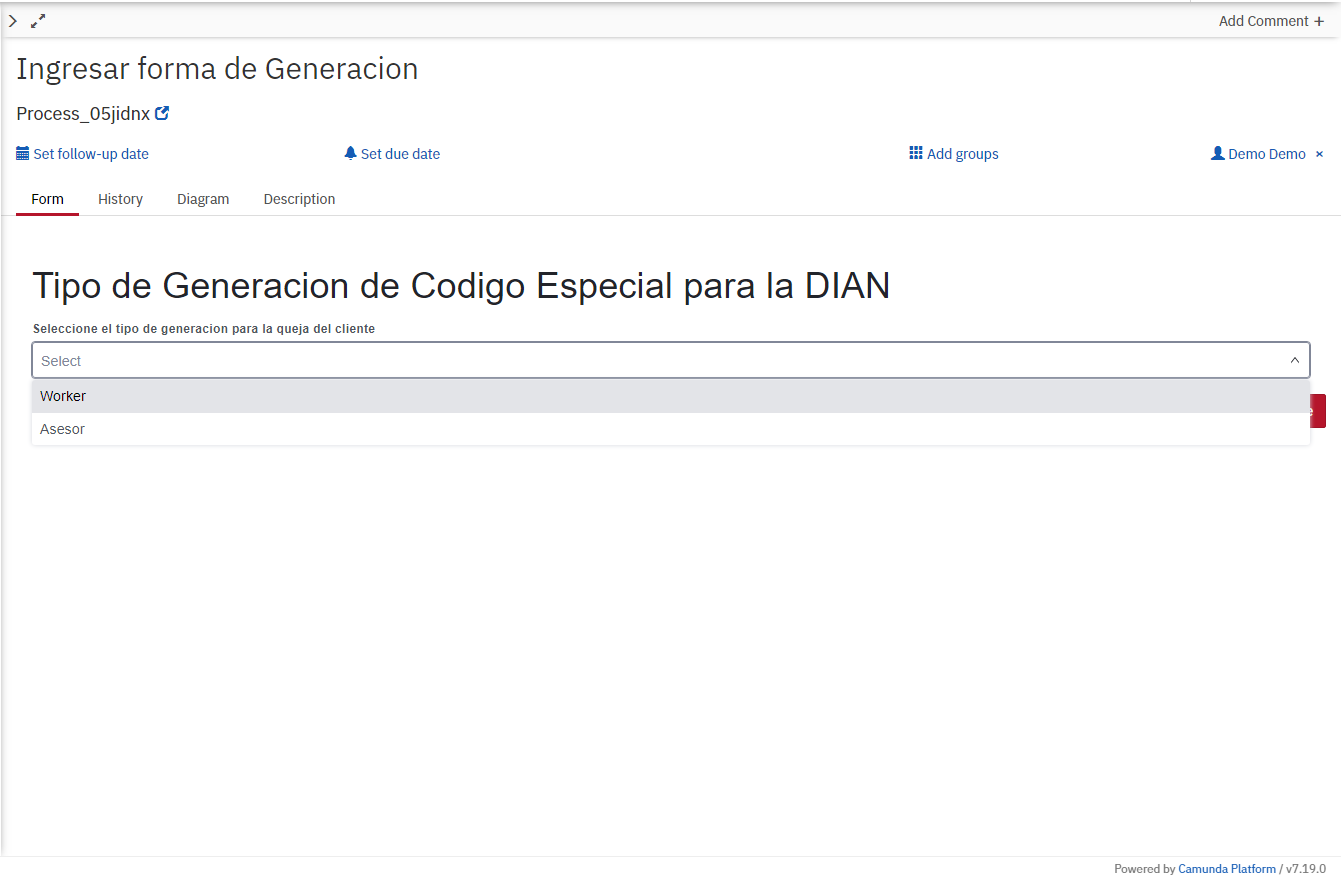 Add Comment +
Ingresar forma de Generacion
Process_05jidnx
Set follow-up date Set due date Add groups Demo Demo ×
Form History Diagram Description
Tipo de Generacion de Codigo Especial para la DIAN
Seleccione el tipo de generacion para la queja del cliente
Select
Worker
Asesor
Powered by Camunda Platform / v7.19.0